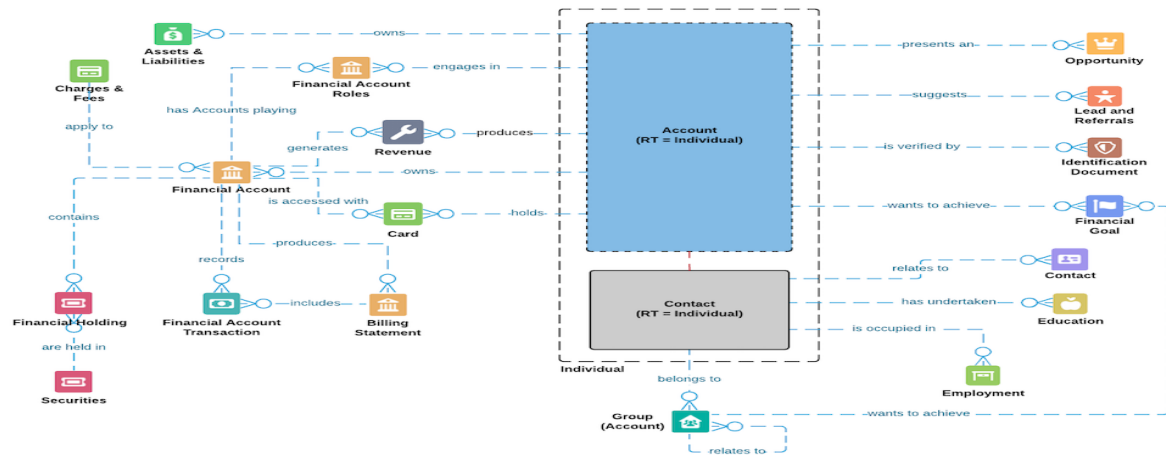 owns
Assets &
Liabilities
presents an
Opportunity
engages in
Financial Account
Roles
Charges &
Fees
has Accounts playing
suggests
Lead and
Referrals
apply to
Account
(RT = Individual)
generates
Revenue
produces
is verified by
Identification
Document
Financial Account
owns
is accessed with
Card
holds
wants to achieve
Financial
Goal
contains
produces
records
relates to
Contact
Financial Holding
Financial Account
Transaction
includes
Billing
Statement
Contact
(RT = Individual)
has undertaken
Education
are held in
is occupied in
Individual
Securities
belongs to
Employment
Group
(Account)
wants to achieve
relates to